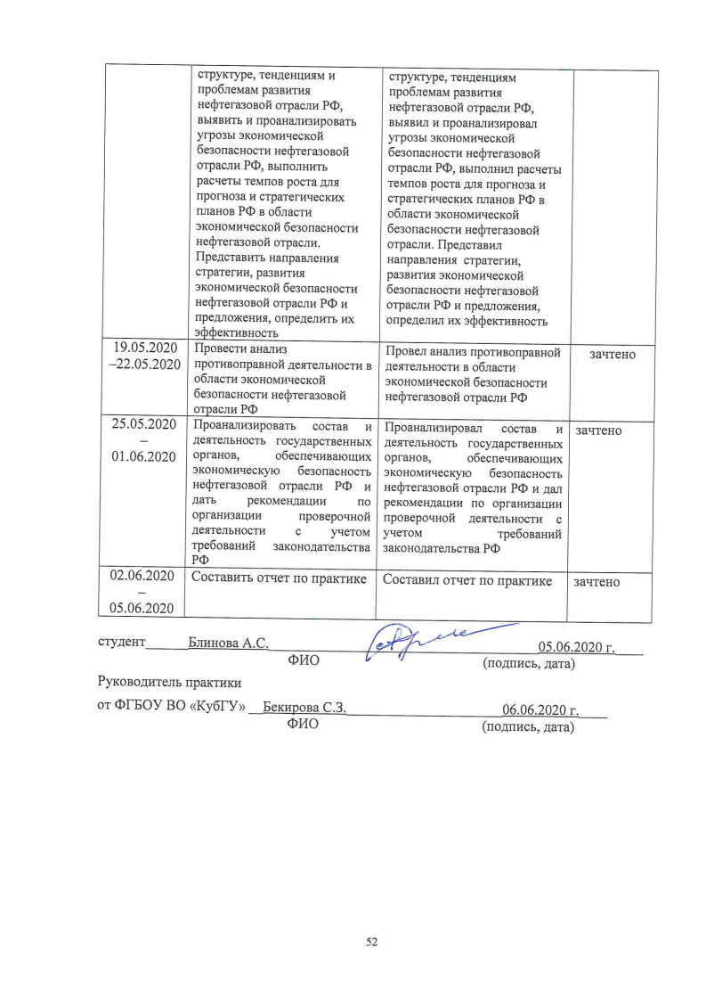 структуре, тенденциям и
проблемам развития
нефтегазовой отрасли РФ,
выявить и проанализировать
угрозы экономической
безопасности нефтегазовой
отрасли РФ, выполнить
расчеты темпов роста для
прогноза и стратегических
планов РФ в области
экономической безопасности
нефтегазовой отрасли.
Представить направления
стратегии, развития
экономической безопасности
нефтегазовой отрасли РФ и
предложения, определить их
эффективность
структуре, тенденциям
проблемам развития
нефтегазовой отрасли РФ,
выявил и проанализировал
угрозы экономической
безопасности нефтегазовой
отрасли РФ, выполнил расчеты
темпов роста для прогноза и
стратегических планов РФ в
области экономической
безопасности нефтегазовой
отрасли. Представил
направления стратегии,
развития экономической
безопасности нефтегазовой
отрасли РФ и предложения,
определил их эффективность
19.05.2020
–22.05.2020
Провести анализ
противоправной деятельности в
области экономической
безопасности нефтегазовой
отрасли РФ
Провел анализ противоправной
деятельности в области
экономической безопасности
нефтегазовой отрасли РФ
зачтено
25.05.2020
–
01.06.2020
Проанализировать состав и
деятельность государственных
органов, обеспечивающих
экономическую безопасность
нефтегазовой отрасли РФ и
дать рекомендации по
организации проверочной
деятельности с учетом
требований законодательства
РФ
Проанализировал состав и
деятельность государственных
органов, обеспечивающих
экономическую безопасность
нефтегазовой отрасли РФ и дал
рекомендации по организации
проверочной деятельности с
учетом требований
законодательства РФ
зачтено
02.06.2020
–
05.06.2020
Составить отчет по практике
Составил отчет по практике
зачтено
студент Блинова А.С. 05.06.2020 г.
ФИО (подпись, дата)
Руководитель практики
от ФГБОУ ВО «КубГУ» Бекирова С.З. 06.06.2020 г.
ФИО (подпись, дата)
52